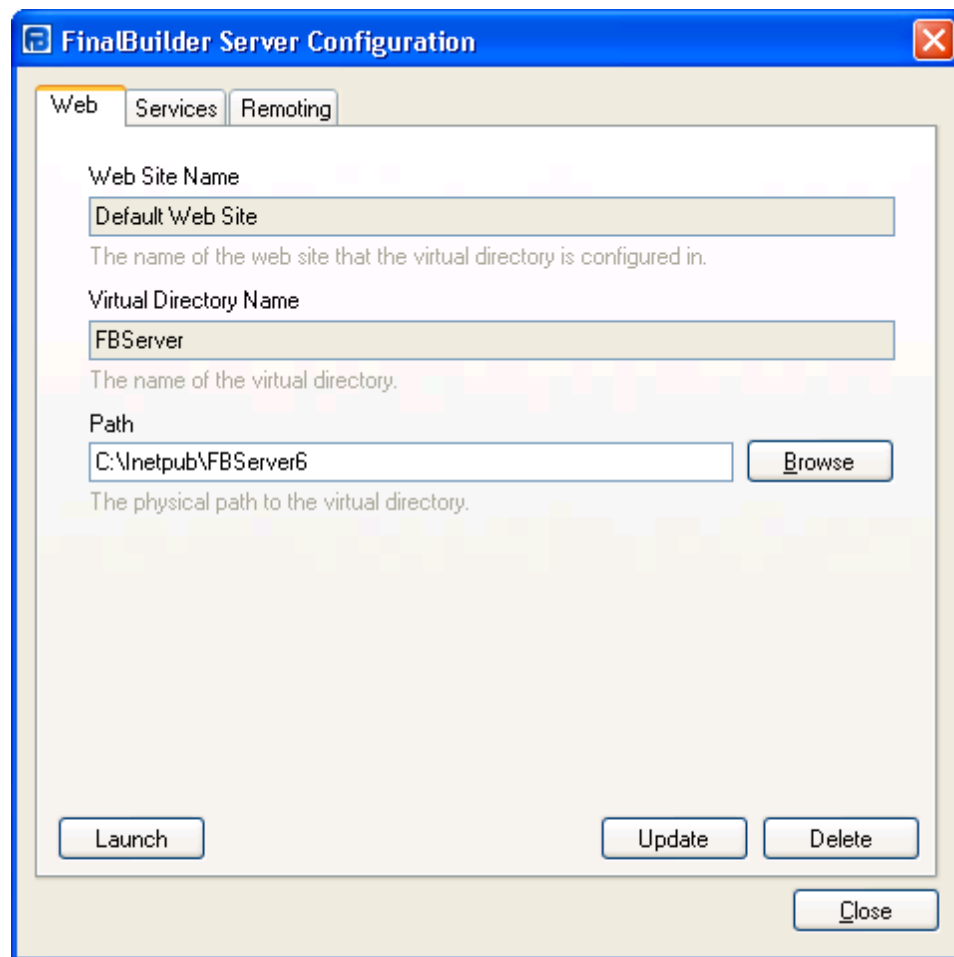 FinalBuilder Server Configuration
Web Services Remoting
Web Site Name
Default Web Site
The name of the web site that the virtual directory is configured in.
Virtual Directory Name
FBServer
The name of the virtual directory.
Path
C:\Inetpub\FBServer6 Browse
The physical path to the virtual directory.
Launch Update Delete
Close